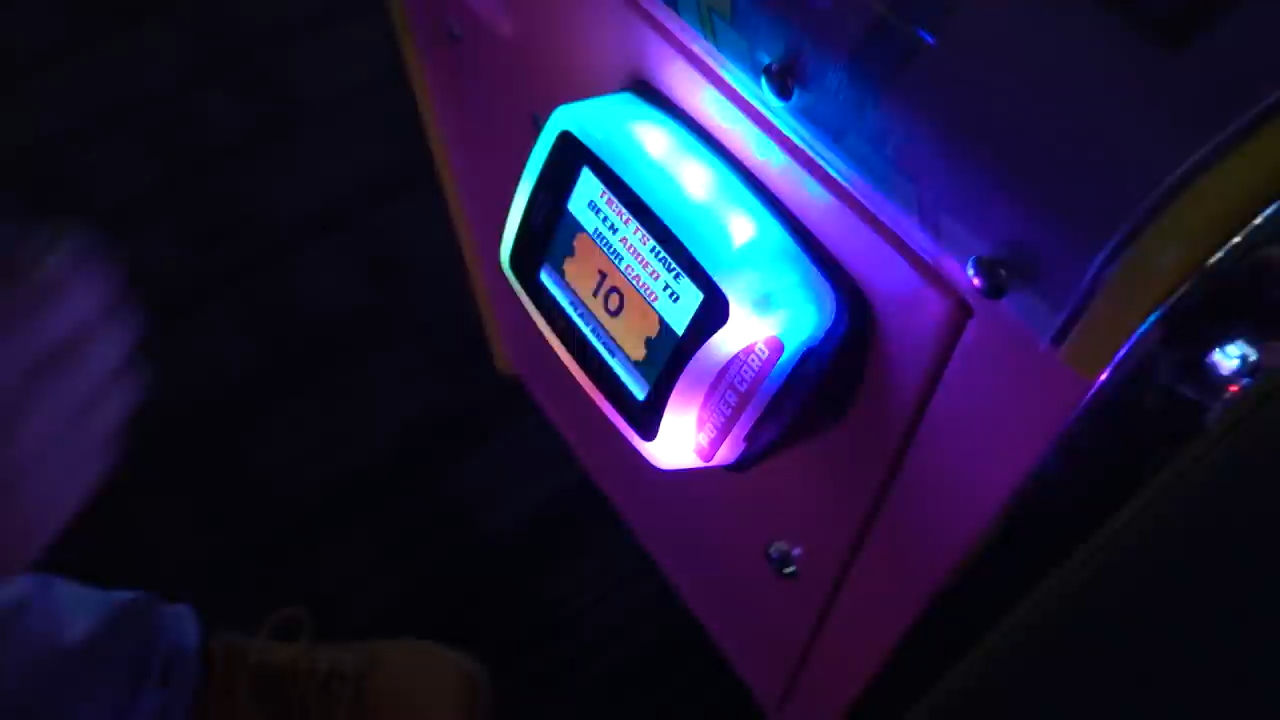 TICKETS HAVE
BEEN ADDED TO
YOUR CARD
10
POWER CARD